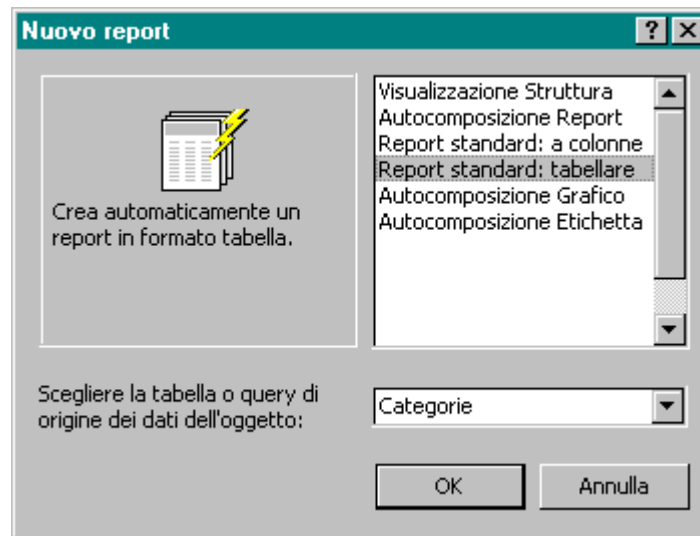 Nuovo report
Crea automaticamente un
report in formato tabella.
Visualizzazione Struttura
Autocomposizione Report
Report standard: a colonne
Report standard: tabellare
Autocomposizione Grafico
Autocomposizione Etichetta
Scegliere la tabella o query di
origine dei dati dell'oggetto:
Categorie
OK
Annulla